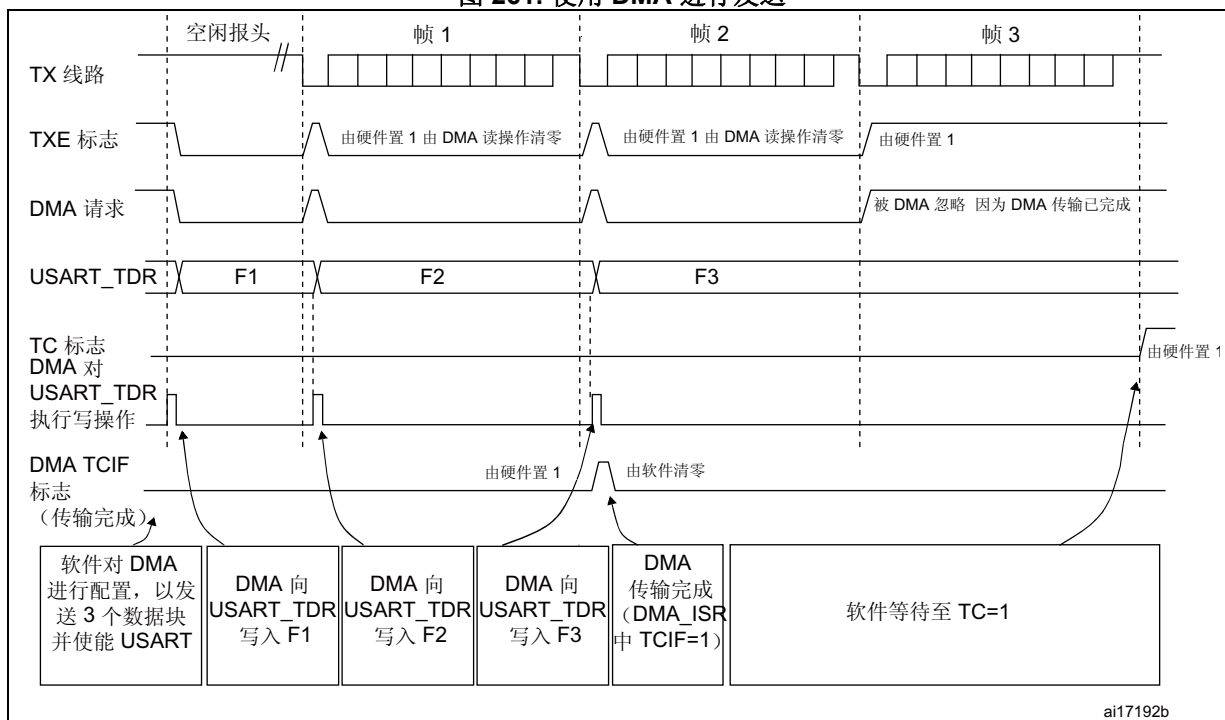 空闲报头
帧 1
帧 2
帧 3
TX 线路
TXE 标志
由硬件置 1 由 DMA 读操作清零
由硬件置 1 由 DMA 读操作清零
由硬件置 1
DMA 请求
被 DMA 忽略 因为 DMA 传输已完成
USART_TDR
F1
F2
F3
TC 标志
由硬件置 1
DMA 对
USART_TDR
执行写操作
DMA TCIF
标志
（传输完成）
由硬件置 1
由软件清零
软件对 DMA
进行配置，以发
送 3 个数据块
并使能 USART
DMA 向
USART_TDR
写入 F1
DMA 向
USART_TDR
写入 F2
DMA 向
USART_TDR
写入 F3
DMA
传输完成
（DMA_ISR
中 TCIF=1）
软件等待至 TC=1
ai17192b